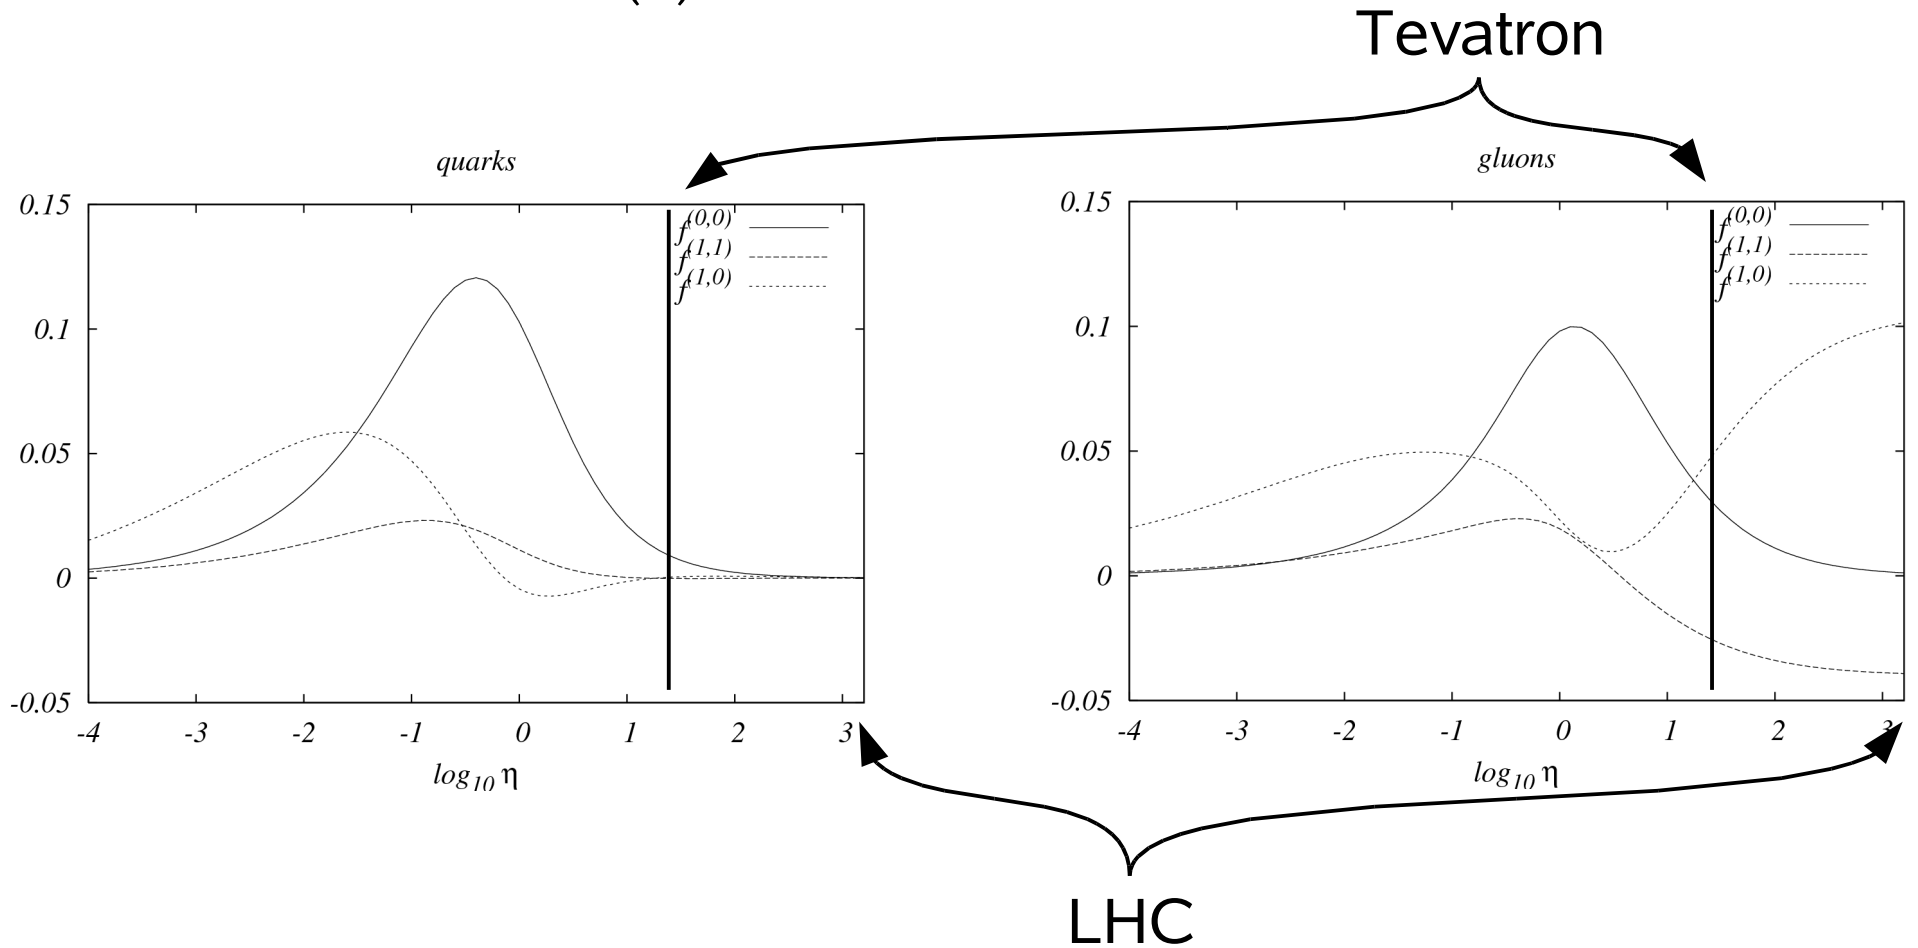 Tevatron
quarks
0.15
0.1
0.05
0
-0.05
-4 -3 -2 -1 0 1 2 3
log10 η
f(0,0)
f(1,1)
f(1,0)
gluons
0.15
0.1
0.05
0
-0.05
-4 -3 -2 -1 0 1 2 3
log10 η
f(0,0)
f(1,1)
f(1,0)
LHC